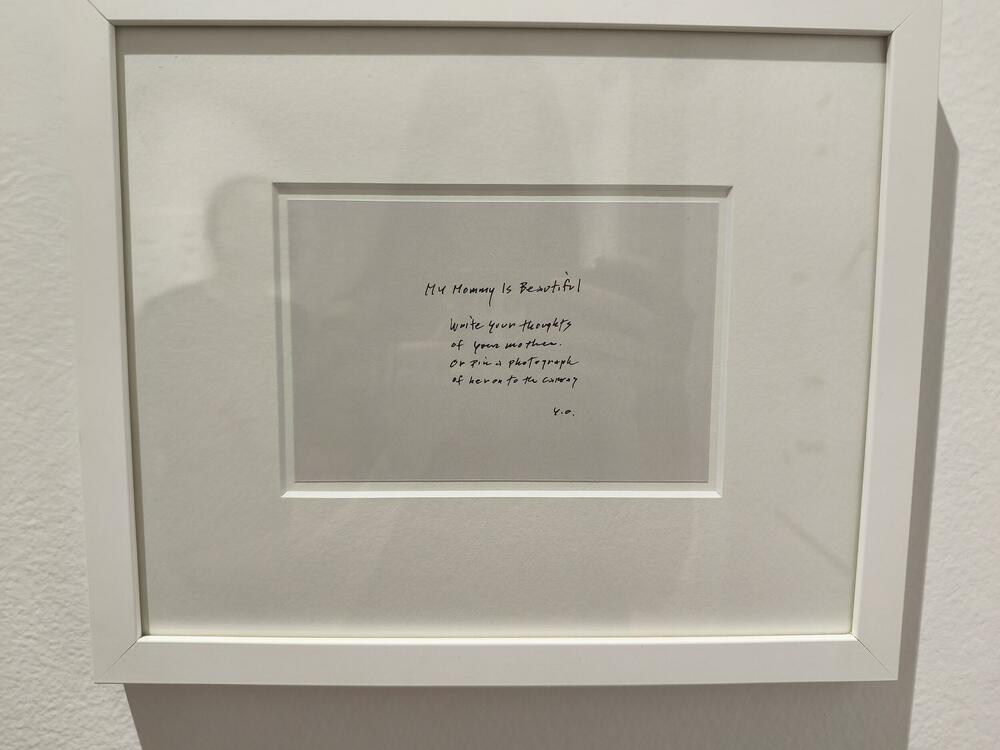 My Mommy Is Beautiful
Write your thoughts
of your mother.
Or pin a photograph
of her on to the canvas
Y.O.